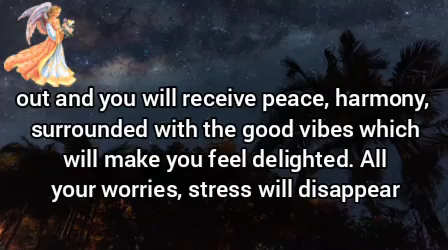 out and you will receive peace, harmony,
surrounded with the good vibes which
will make you feel delighted. All
your worries, stress will disappear